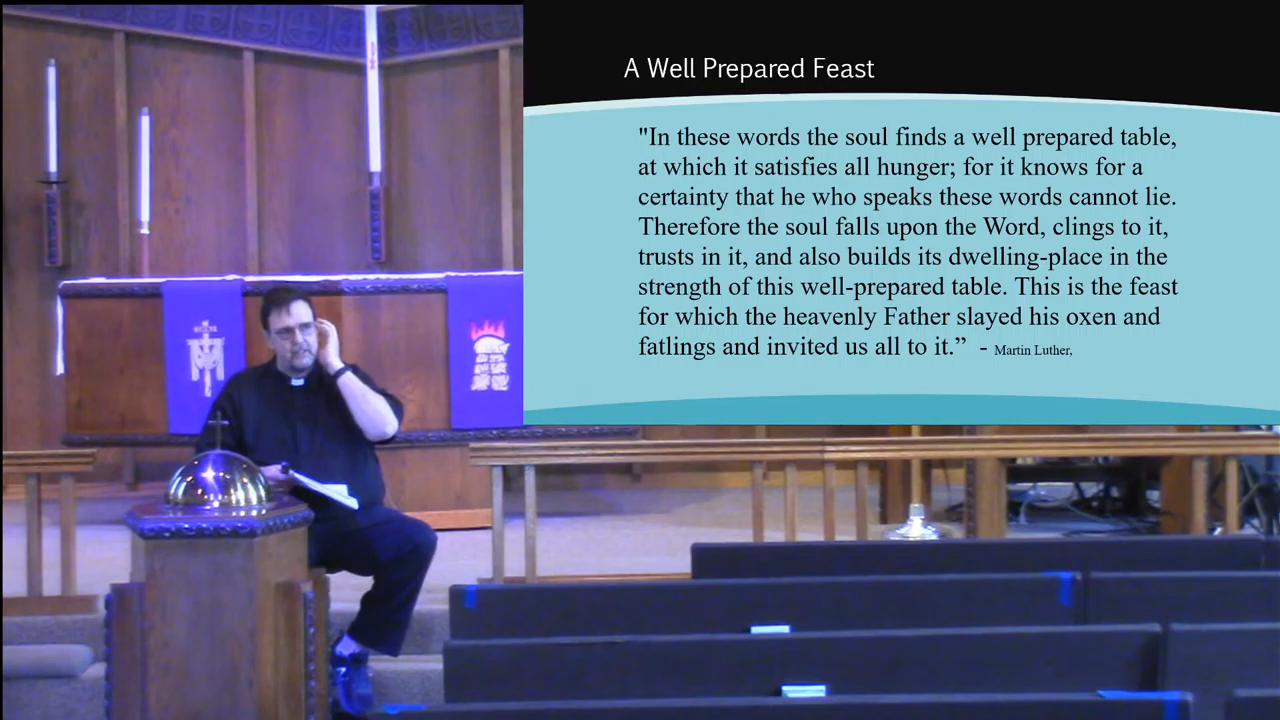 A Well Prepared Feast
"In these words the soul finds a well prepared table,
at which it satisfies all hunger; for it knows for a
certainty that he who speaks these words cannot lie.
Therefore the soul falls upon the Word, clings to it,
trusts in it, and also builds its dwelling-place in the
strength of this well-prepared table. This is the feast
for which the heavenly Father slayed his oxen and
fatlings and invited us all to it.” - Martin Luther,